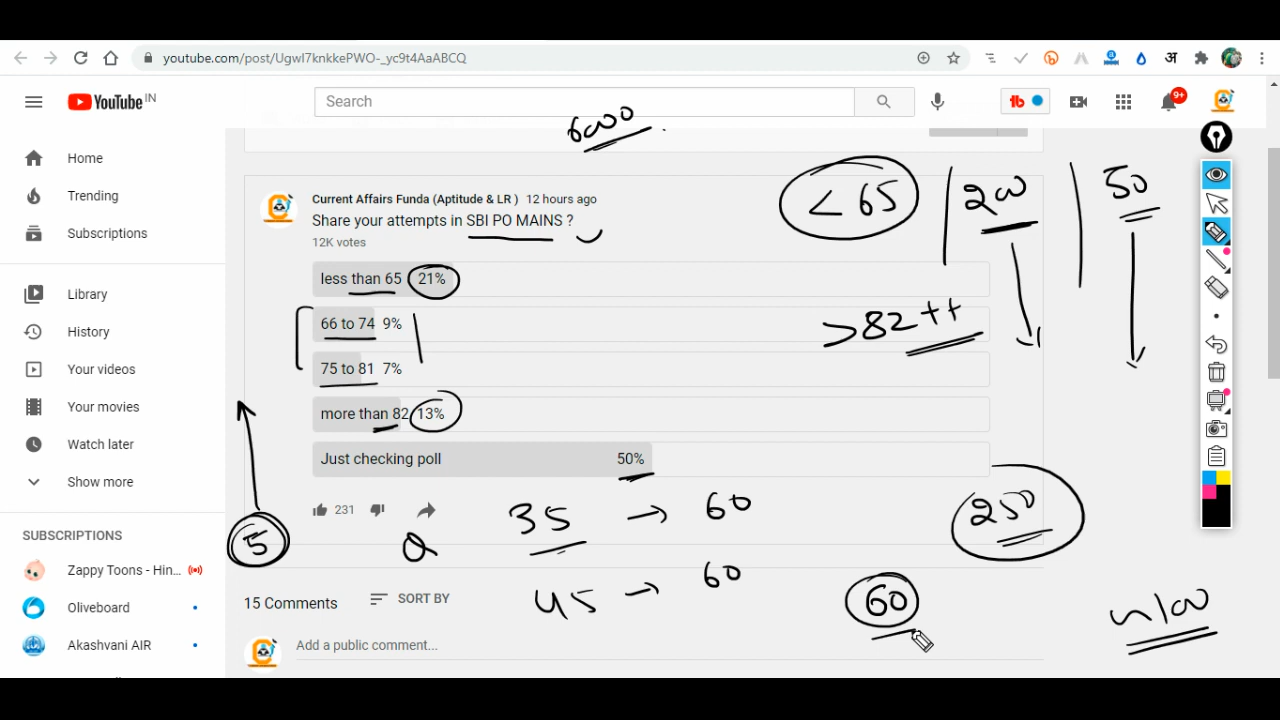 youtube.com/post/UgwI7knkkePWO-_yc9t4AaABCQ
अ
YouTube IN
Search
9+
6000
Home
Trending
Subscriptions
Library
History
Your videos
Your movies
Watch later
Show more
SUBSCRIPTIONS
Zappy Toons - Hin...
Oliveboard
Akashvani AIR
Current Affairs Funda (Aptitude & LR ) 12 hours ago
Share your attempts in SBI PO MAINS ?
12K votes
less than 65 21%
66 to 74 9%
75 to 81 7%
more than 82 13%
Just checking poll 50%
231
< 65
200
50
>82++
5
Q
35 → 60
250
45 → 60
60
15 Comments
SORT BY
Add a public comment...